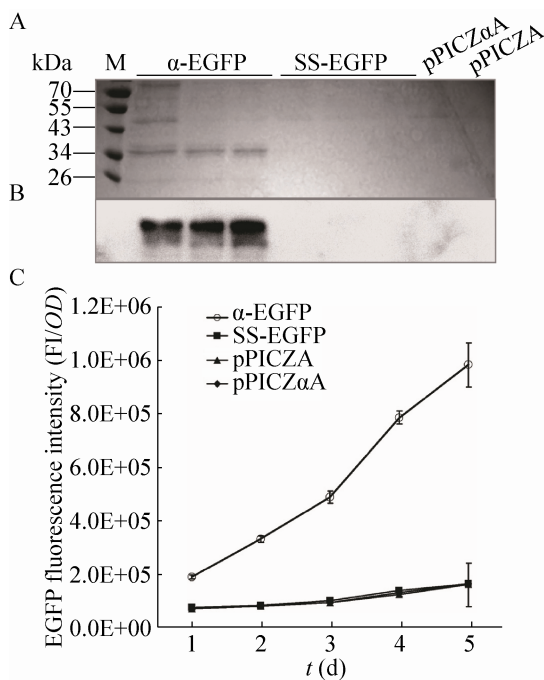 A
kDa M α-EGFP SS-EGFP pPICZαA pPICZA
70
55
43
34
26
B
C
EGFP fluorescence intensity (FI/OD)
1.2E+06
1.0E+06
8.0E+05
6.0E+05
4.0E+05
2.0E+05
0.0E+00
α-EGFP
SS-EGFP
pPICZA
pPICZαA
1 2 3 4 5
t (d)